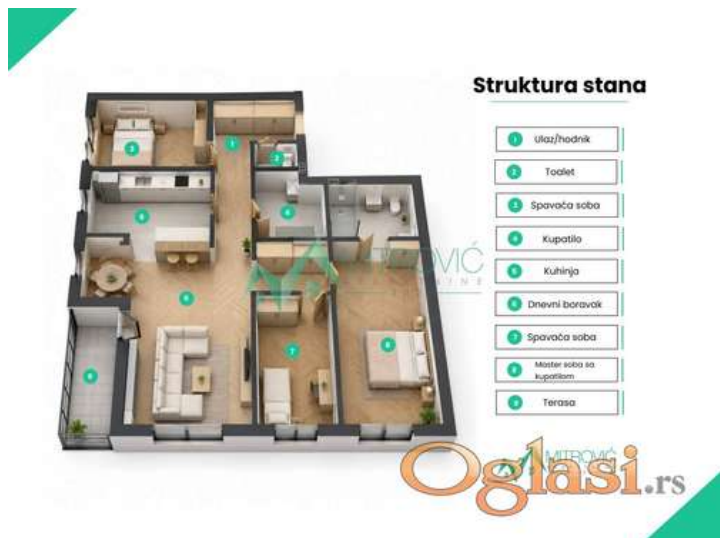 Struktura stana
1 Ulaz/hodnik
2 Toalet
3 Spavaća soba
4 Kupatilo
5 Kuhinja
6 Dnevni boravak
7 Spavaća soba
8 Master soba sa
kupatilom
9 Terasa
MITROVIĆ
MITROVIĆ
Oglasi.rs